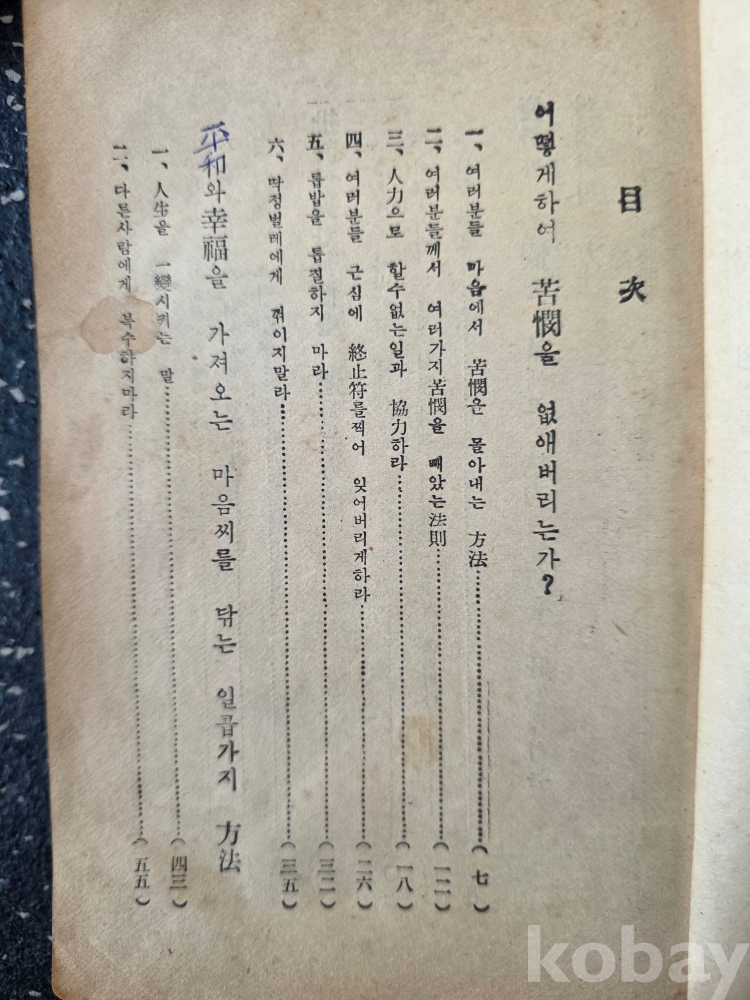 目次
어떻게하여 苦憫을 없애버리는가?
一、여러분들 마음에서 苦憫을 몰아내는 方法 (七)
二、여러분들께서 여러가지苦憫을 빼았는法則 (一二)
三、人力으로 할수없는일과 協力하라 (一八)
四、여러분들 근심에 終止符를찍어 잊어버리게하라 (二六)
五、톱밥을 톱질하지 마라 (三二)
六、딱정벌레에게 꺾이지말라 (三五)
平和와 幸福을 가져오는 마음씨를 닦는 일곱가지 方法
一、人生을 一變시키는 말 (四三)
二、다른사람에게 복수하지마라 (五五)
kobay